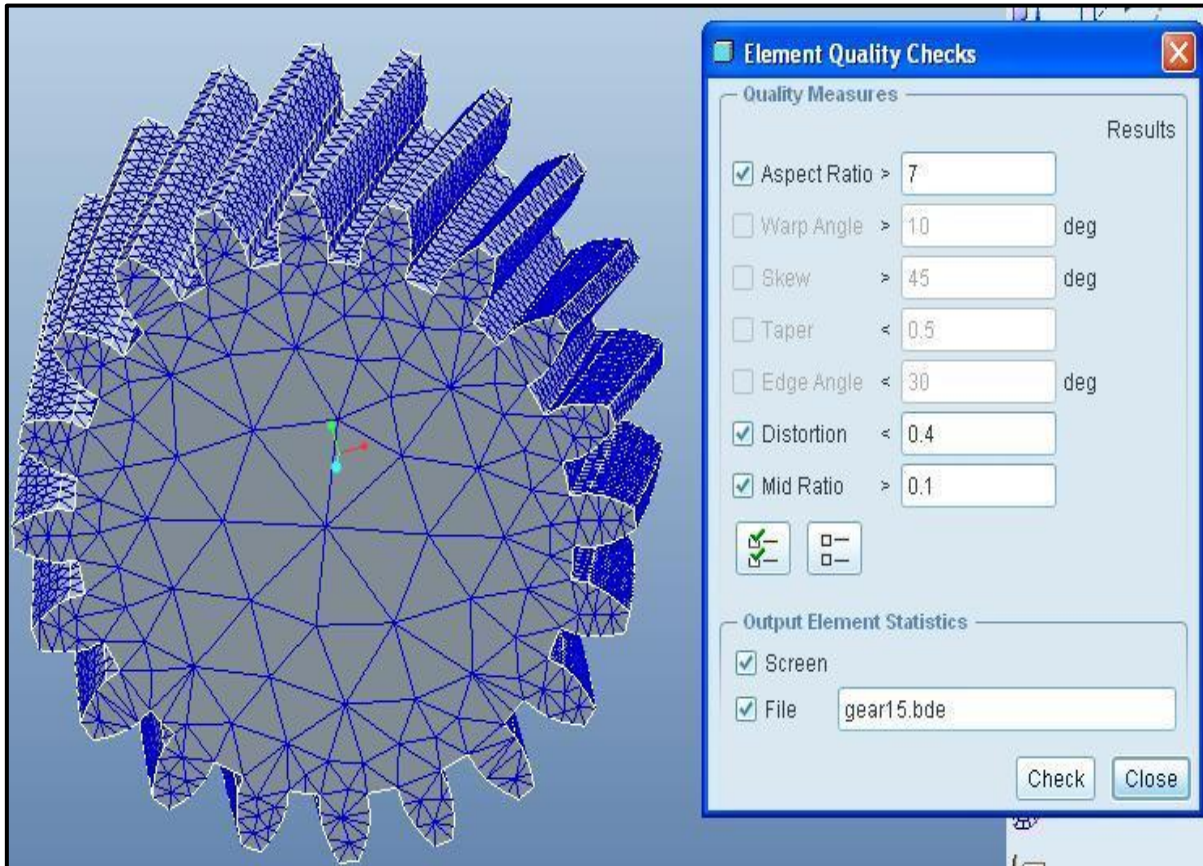 Element Quality Checks
Quality Measures
Results
Aspect Ratio > 7
Warp Angle > 10 deg
Skew > 45 deg
Taper < 0.5
Edge Angle < 30 deg
Distortion < 0.4
Mid Ratio > 0.1
Output Element Statistics
Screen
File gear15.bde
Check Close